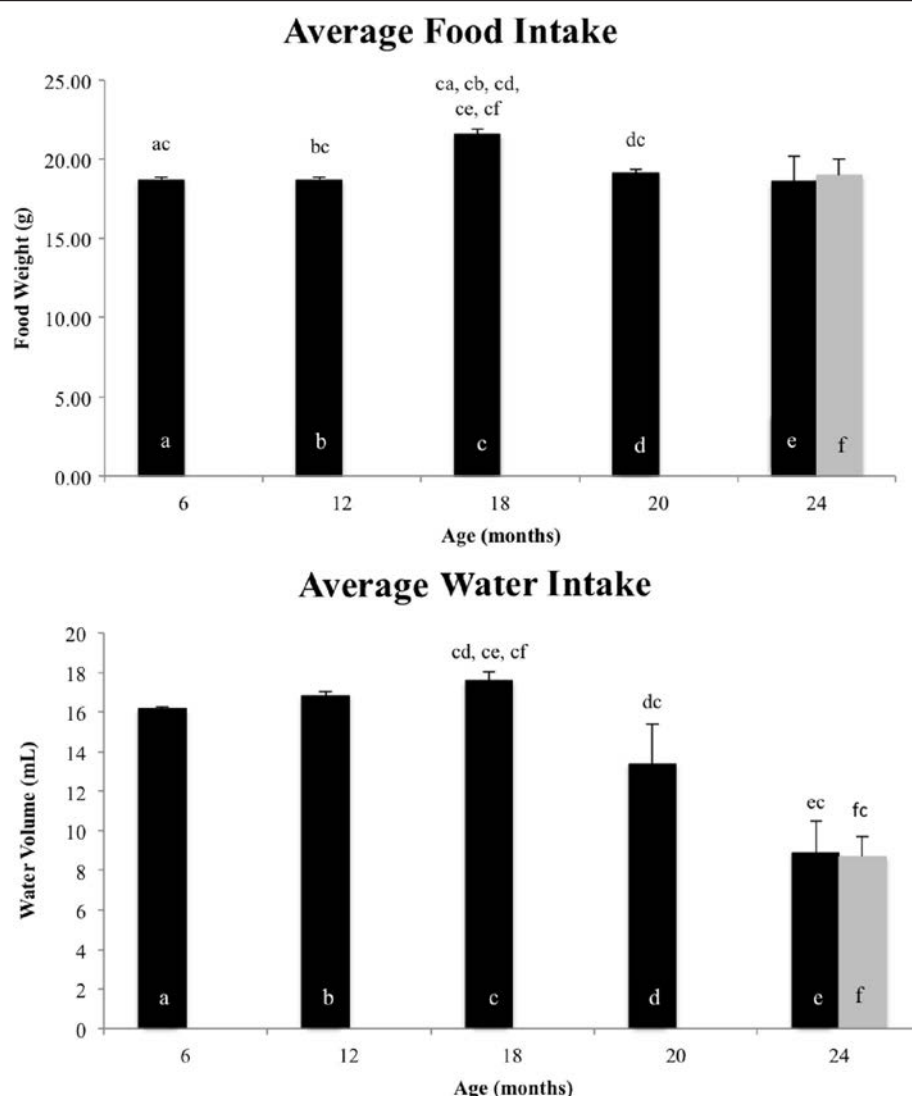 Average Food Intake
25.00
20.00
15.00
10.00
5.00
0.00
Food Weight (g)
ac
bc
ca, cb, cd,
ce, cf
dc
a
b
c
d
e
f
6
12
18
20
24
Age (months)
Average Water Intake
20
18
16
14
12
10
8
6
4
2
0
Water Volume (mL)
cd, ce, cf
dc
ec
fc
a
b
c
d
e
f
6
12
18
20
24
Age (months)